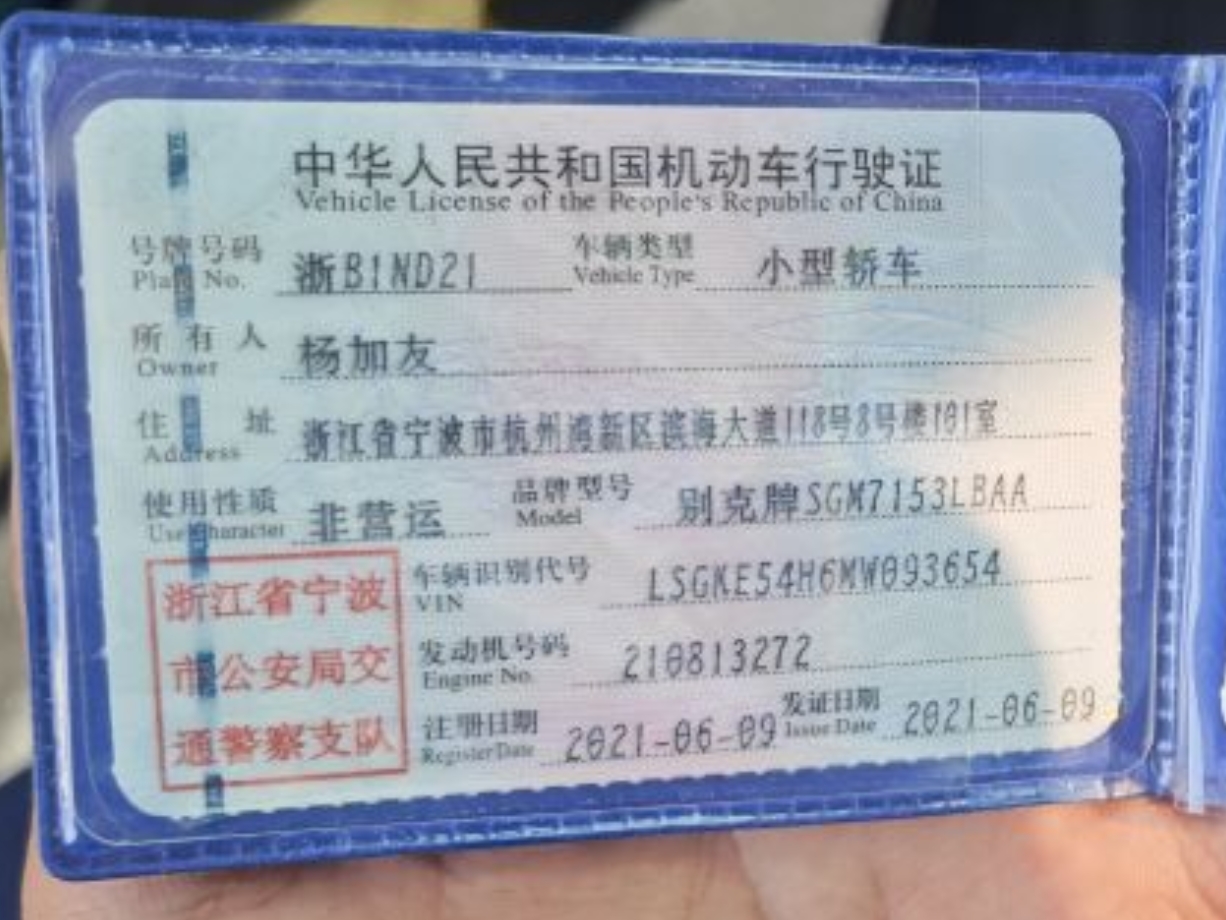 中华人民共和国机动车行驶证
Vehicle License of the People's Republic of China
号牌号码 浙B1ND21 车辆类型 小型轿车
Plate No. Vehicle Type
所有人 杨加友
Owner
住址 浙江省宁波市杭州湾新区滨海大道118号8号楼101室
Address
使用性质 非营运 品牌型号 别克牌SGM7153LBAA
Use Character Model
车辆识别代号 LSGKE54H6MW093654
VIN
发动机号码 210813272
Engine No.
注册日期 2021-06-09 发证日期 2021-06-09
Register Date Issue Date
浙江省宁波
市公安局交
通警察支队